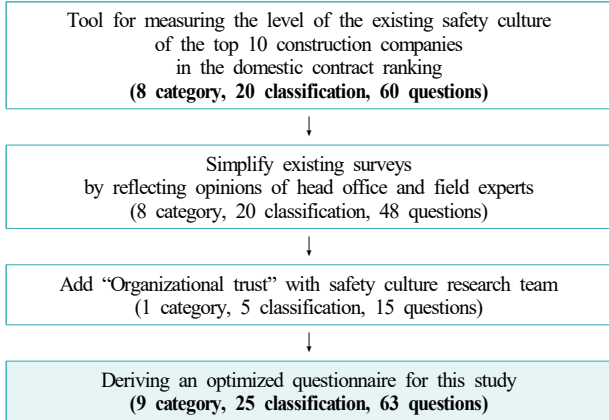 Tool for measuring the level of the existing safety culture
of the top 10 construction companies
in the domestic contract ranking
(8 category, 20 classification, 60 questions)
Simplify existing surveys
by reflecting opinions of head office and field experts
(8 category, 20 classification, 48 questions)
Add “Organizational trust” with safety culture research team
(1 category, 5 classification, 15 questions)
Deriving an optimized questionnaire for this study
(9 category, 25 classification, 63 questions)